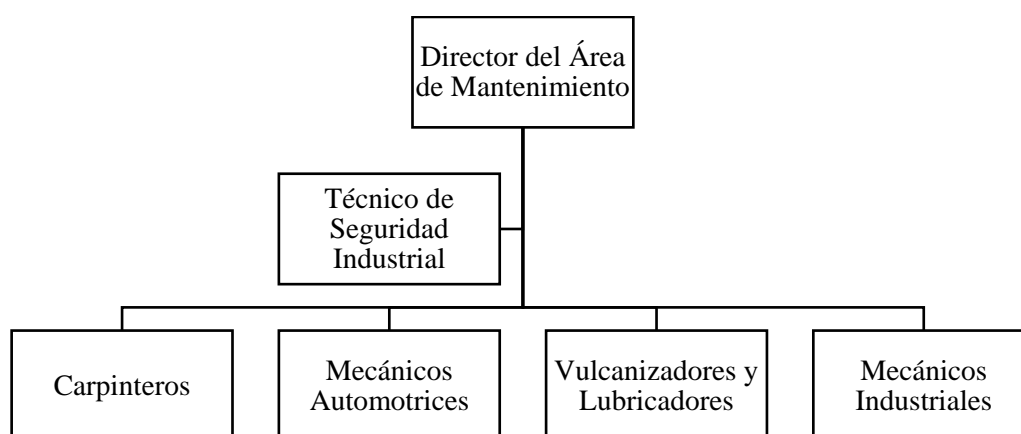 Director del Área
de Mantenimiento
Técnico de
Seguridad
Industrial
Carpinteros
Mecánicos
Automotrices
Vulcanizadores y
Lubricadores
Mecánicos
Industriales